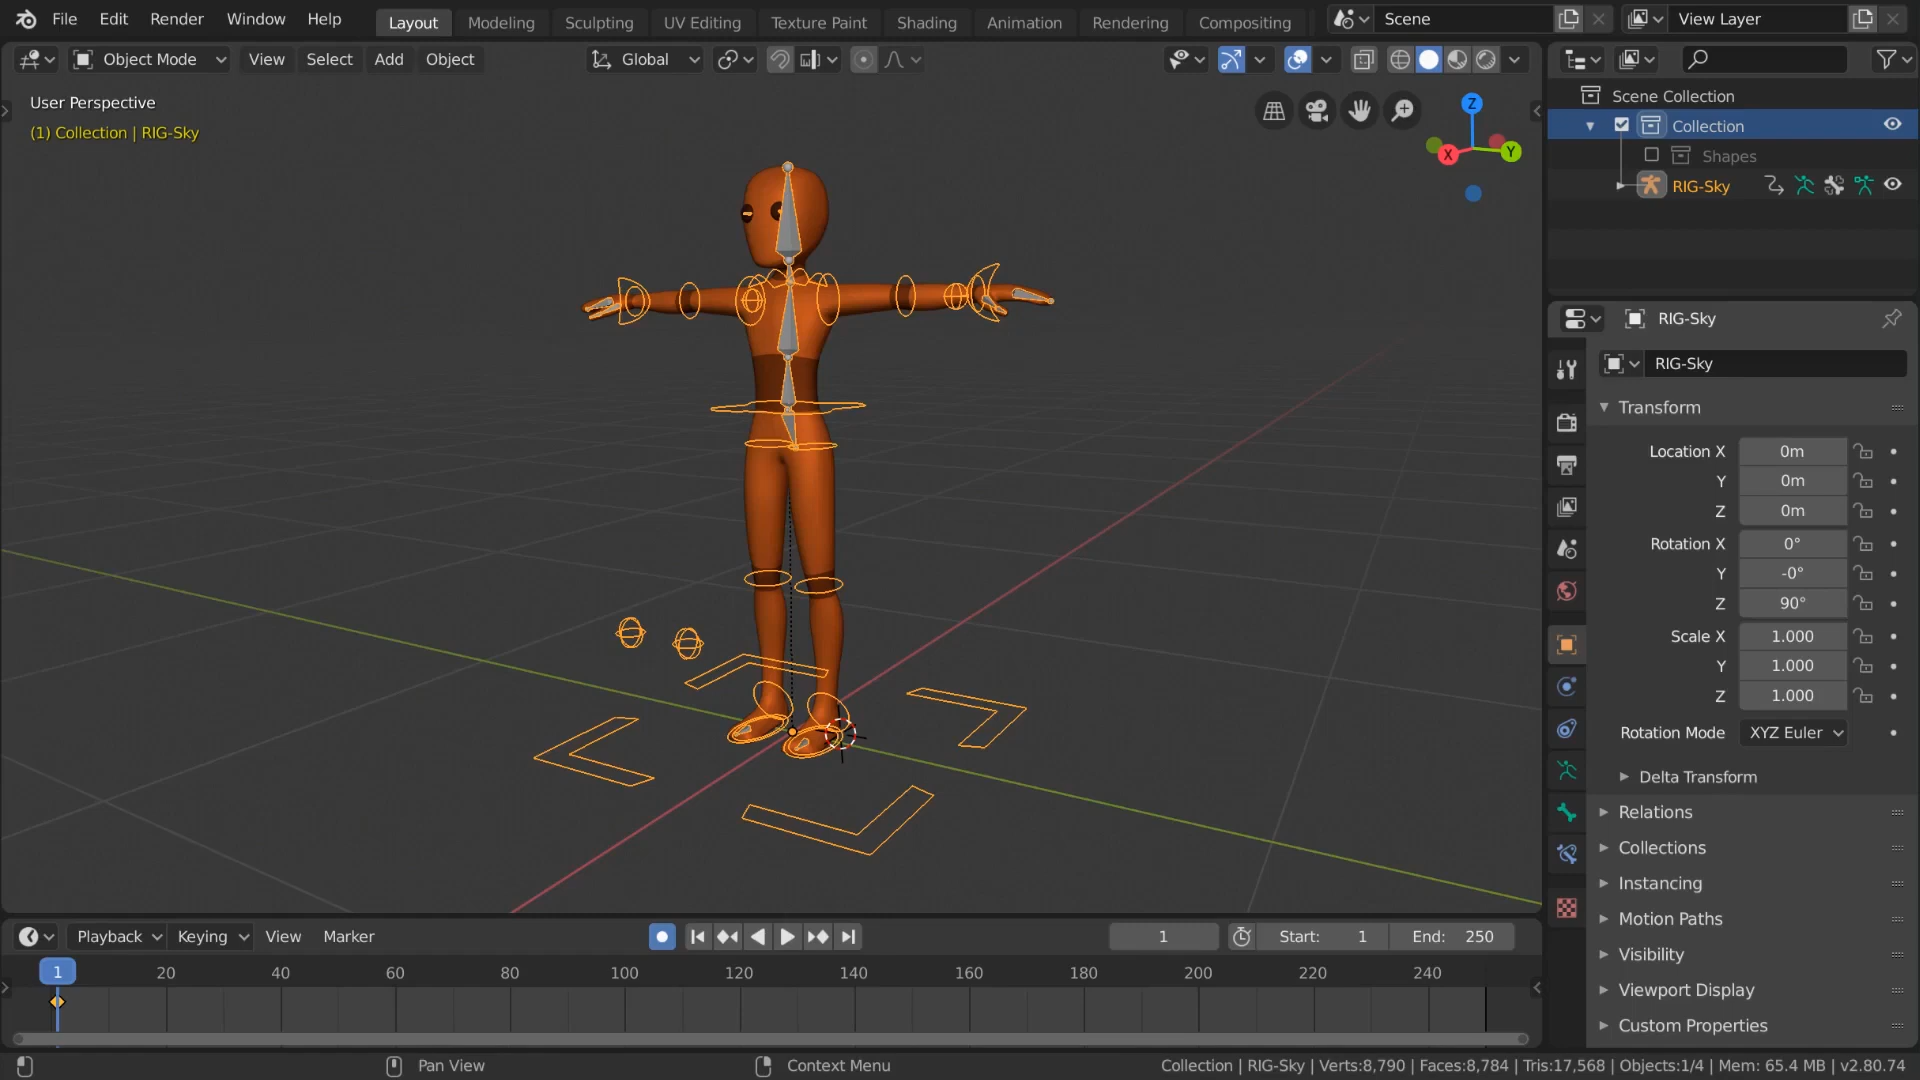 File Edit Render Window Help Layout Modeling Sculpting UV Editing Texture Paint Shading Animation Rendering Compositing Scene View Layer
Object Mode View Select Add Object Global
User Perspective
(1) Collection | RIG-Sky
Z
X
Y
Scene Collection
Collection
Shapes
RIG-Sky
RIG-Sky
RIG-Sky
Transform
Location X 0m
Y 0m
Z 0m
Rotation X 0°
Y -0°
Z 90°
Scale X 1.000
Y 1.000
Z 1.000
Rotation Mode XYZ Euler
Delta Transform
Relations
Collections
Instancing
Motion Paths
Visibility
Viewport Display
Custom Properties
Playback Keying View Marker 1 Start: 1 End: 250
1 20 40 60 80 100 120 140 160 180 200 220 240
Pan View Context Menu Collection | RIG-Sky | Verts:8,790 | Faces:8,784 | Tris:17,568 | Objects:1/4 | Mem: 65.4 MB | v2.80.74